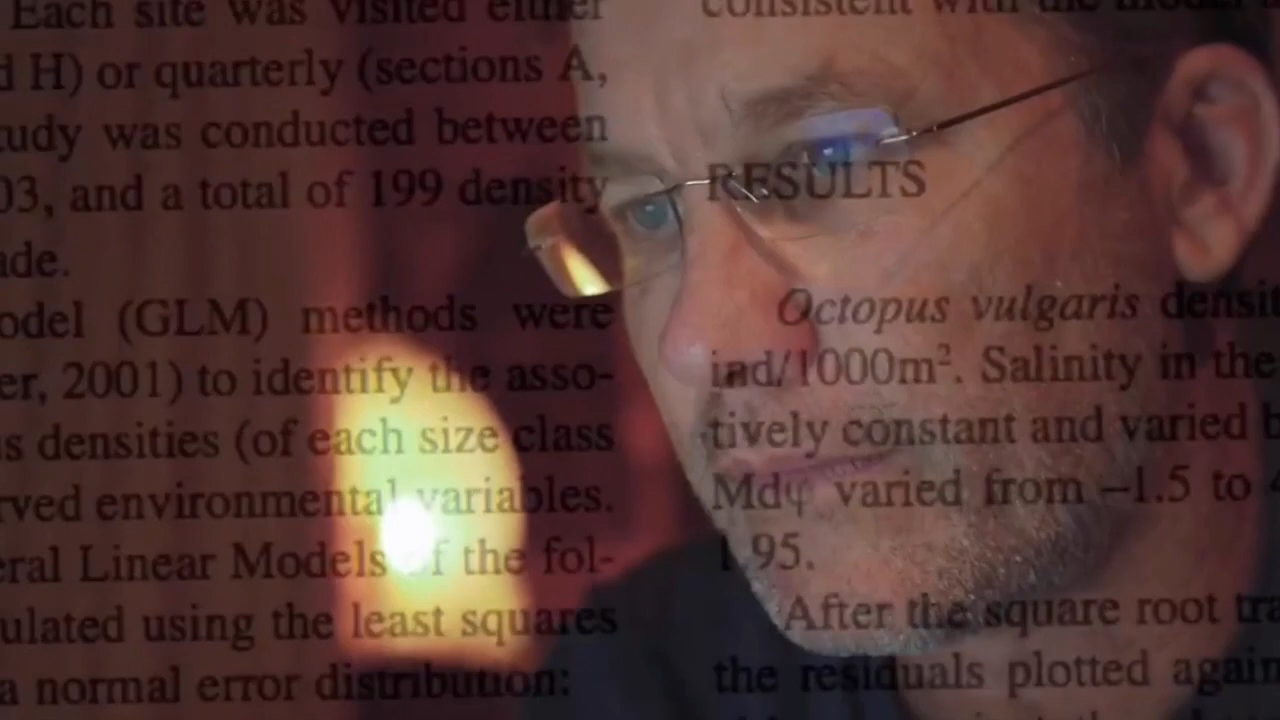 Each site was visited either
d H) or quarterly (sections A,
tudy was conducted between
03, and a total of 199 density
ade.
odel (GLM) methods were
er, 2001) to identify the asso-
s densities (of each size class
rved environmental variables.
eral Linear Models of the fol-
ulated using the least squares
a normal error distribution:
consistent with the model
RESULTS
Octopus vulgaris densit
ind/1000m². Salinity in the
tively constant and varied b
Mdφ varied from –1.5 to
1.95.
After the square root tra
the residuals plotted again